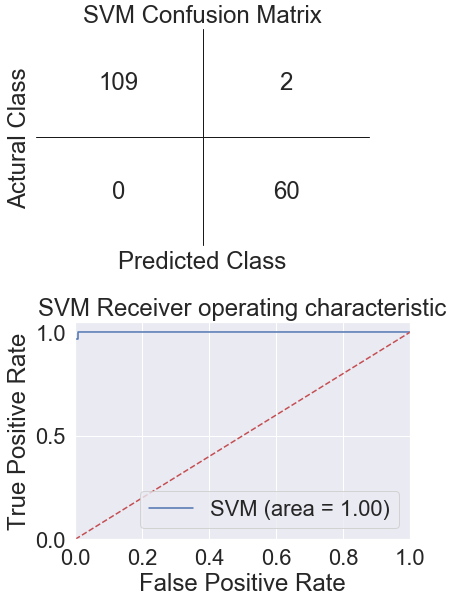 SVM Confusion Matrix
Actural Class
109 2
0 60
Predicted Class
SVM Receiver operating characteristic
True Positive Rate
1.0
0.5
0.0
SVM (area = 1.00)
0.0 0.2 0.4 0.6 0.8 1.0
False Positive Rate